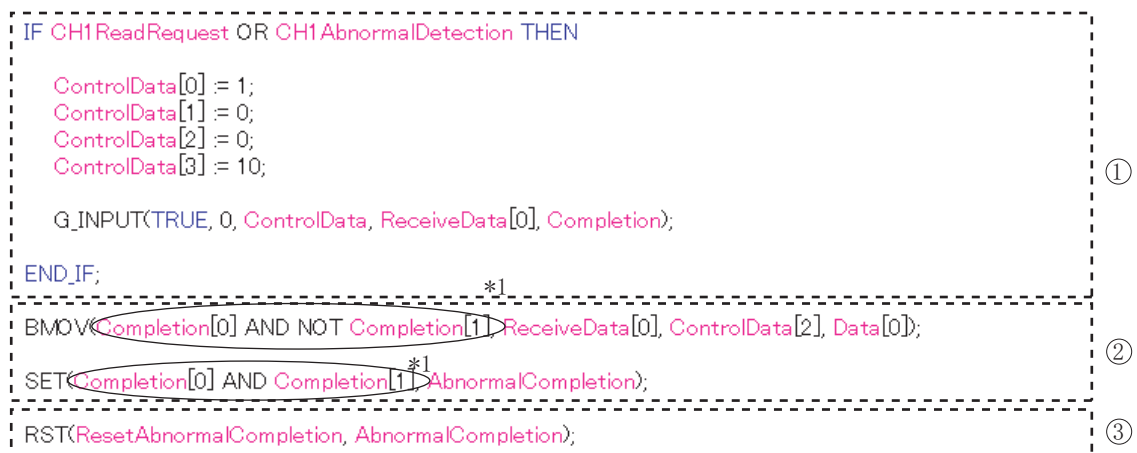 IF CH1ReadRequest OR CH1AbnormalDetection THEN
ControlData[0] := 1;
ControlData[1] := 0;
ControlData[2] := 0;
ControlData[3] := 10;
①
G_INPUT(TRUE, 0, ControlData, ReceiveData[0], Completion);
END_IF;
*1
BMOV(Completion[0] AND NOT Completion[1], ReceiveData[0], ControlData[2], Data[0]);
②
*1
SET(Completion[0] AND Completion[1], AbnormalCompletion);
RST(ResetAbnormalCompletion, AbnormalCompletion);
③